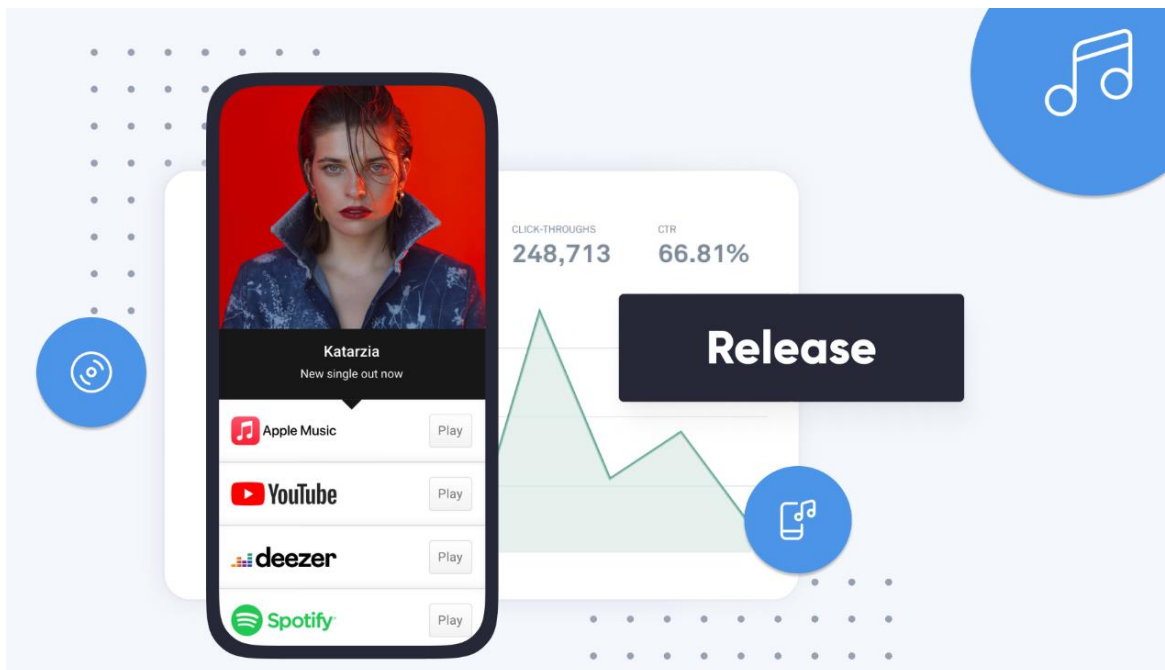 CLICK-THROUGHS
248,713
CTR
66.81%
Release
Katarzia
New single out now
Apple Music
Play
YouTube
Play
deezer
Play
Spotify
Play